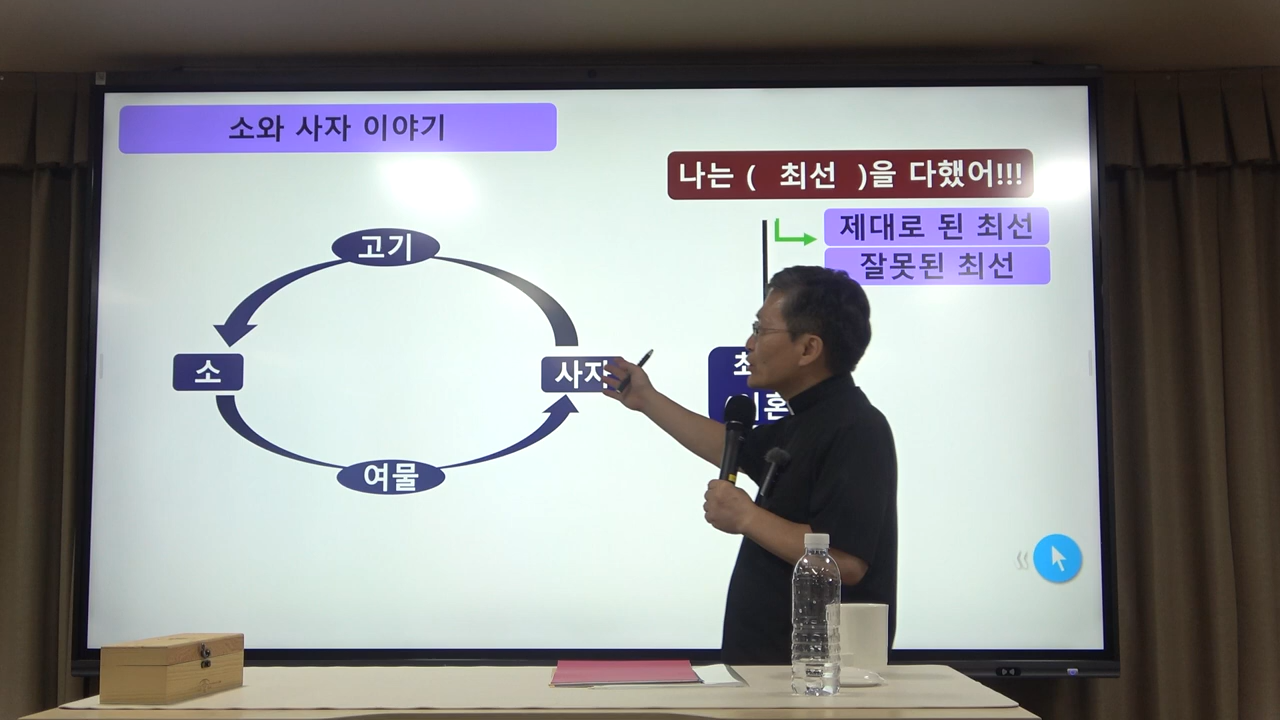 소와 사자 이야기
나는 ( 최선 )을 다했어!!!
제대로 된 최선
잘못된 최선
고기
소
사자
여물